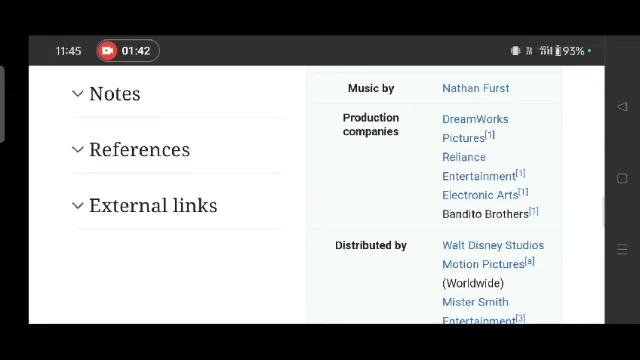 11:45
01:42
93%
Notes
References
External links
Music by
Nathan Furst
Production
companies
DreamWorks
Pictures[1]
Reliance
Entertainment[1]
Electronic Arts[1]
Bandito Brothers[1]
Distributed by
Walt Disney Studios
Motion Pictures[a]
(Worldwide)
Mister Smith
Entertainment[3]